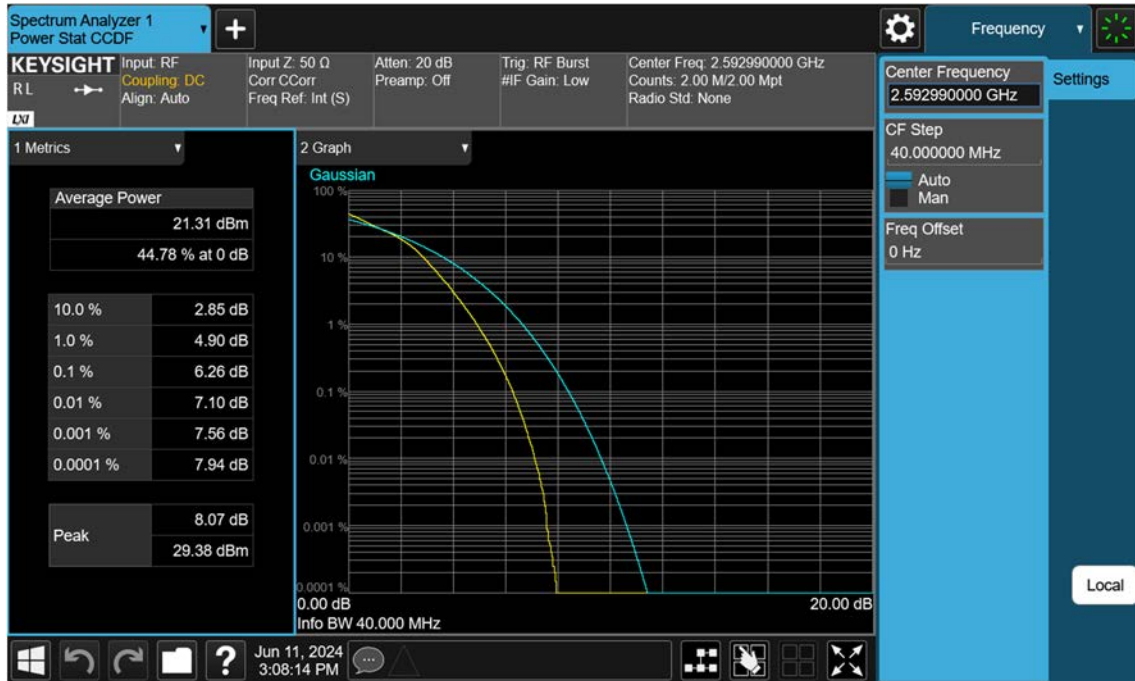 Spectrum Analyzer 1
Power Stat CCDF
Frequency
KEYSIGHT
R L
LXI
Input: RF
Coupling: DC
Align: Auto
Input Z: 50 Ω
Corr CCorr
Freq Ref: Int (S)
Atten: 20 dB
Preamp: Off
Trig: RF Burst
#IF Gain: Low
Center Freq: 2.592990000 GHz
Counts: 2.00 M/2.00 Mpt
Radio Std: None
Center Frequency
2.592990000 GHz
Settings
CF Step
40.000000 MHz
Auto
Man
Freq Offset
0 Hz
1 Metrics
Average Power
21.31 dBm
44.78 % at 0 dB
10.0 % 2.85 dB
1.0 % 4.90 dB
0.1 % 6.26 dB
0.01 % 7.10 dB
0.001 % 7.56 dB
0.0001 % 7.94 dB
Peak
8.07 dB
29.38 dBm
2 Graph
Gaussian
100 %
10 %
1 %
0.1 %
0.01 %
0.001 %
0.0001 %
0.00 dB 20.00 dB
Info BW 40.000 MHz
Local
?
Jun 11, 2024
3:08:14 PM